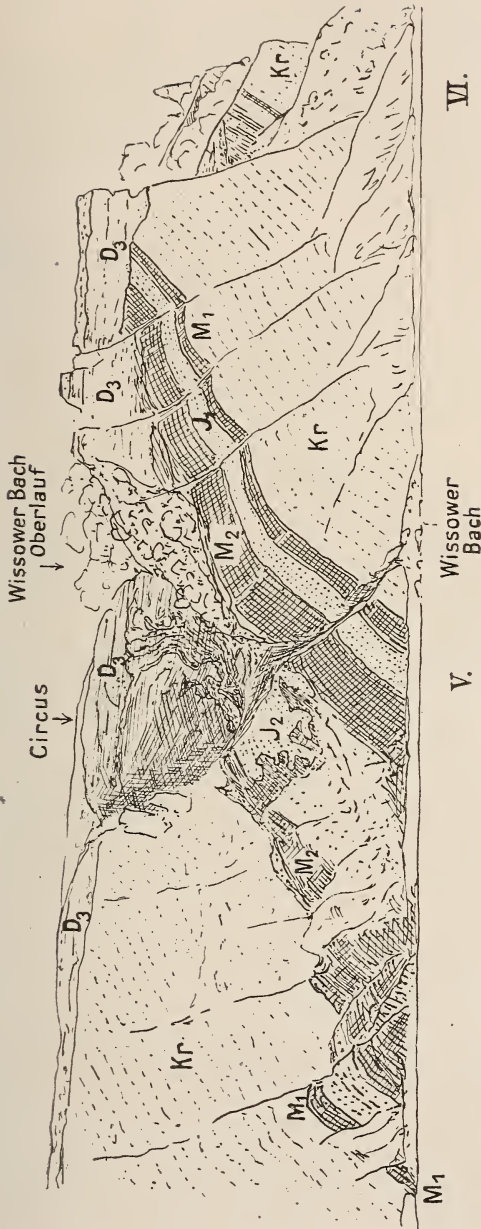 Wissower Bach
Oberlauf
Circus
D₃
D₃
D₃
D₃
Kr
M₁
J₁
M₂
Kr
Kr
J₂
M₂
M₁
M₁
Wissower
Bach
V.
VI.